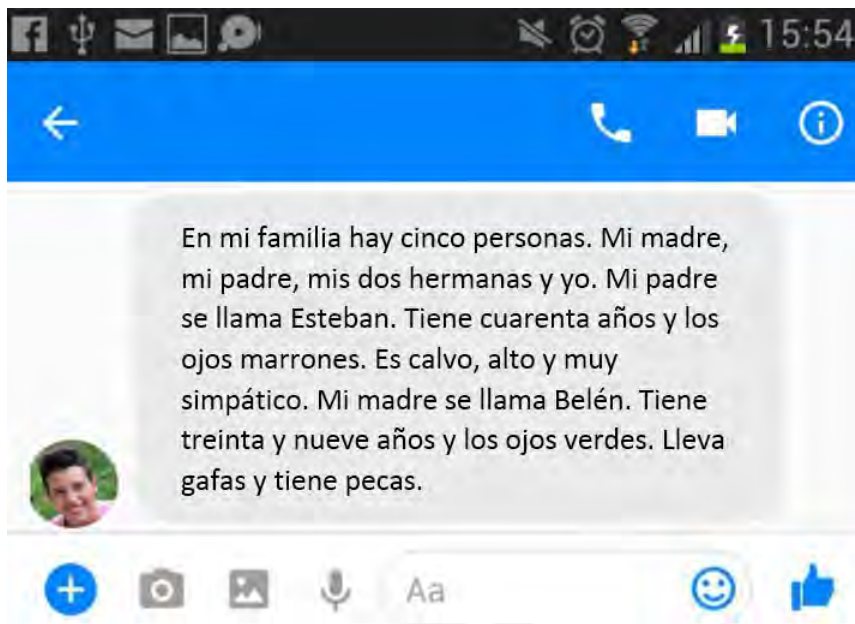 15:54
En mi familia hay cinco personas. Mi madre,
mi padre, mis dos hermanas y yo. Mi padre
se llama Esteban. Tiene cuarenta años y los
ojos marrones. Es calvo, alto y muy
simpático. Mi madre se llama Belén. Tiene
treinta y nueve años y los ojos verdes. Lleva
gafas y tiene pecas.
Aa